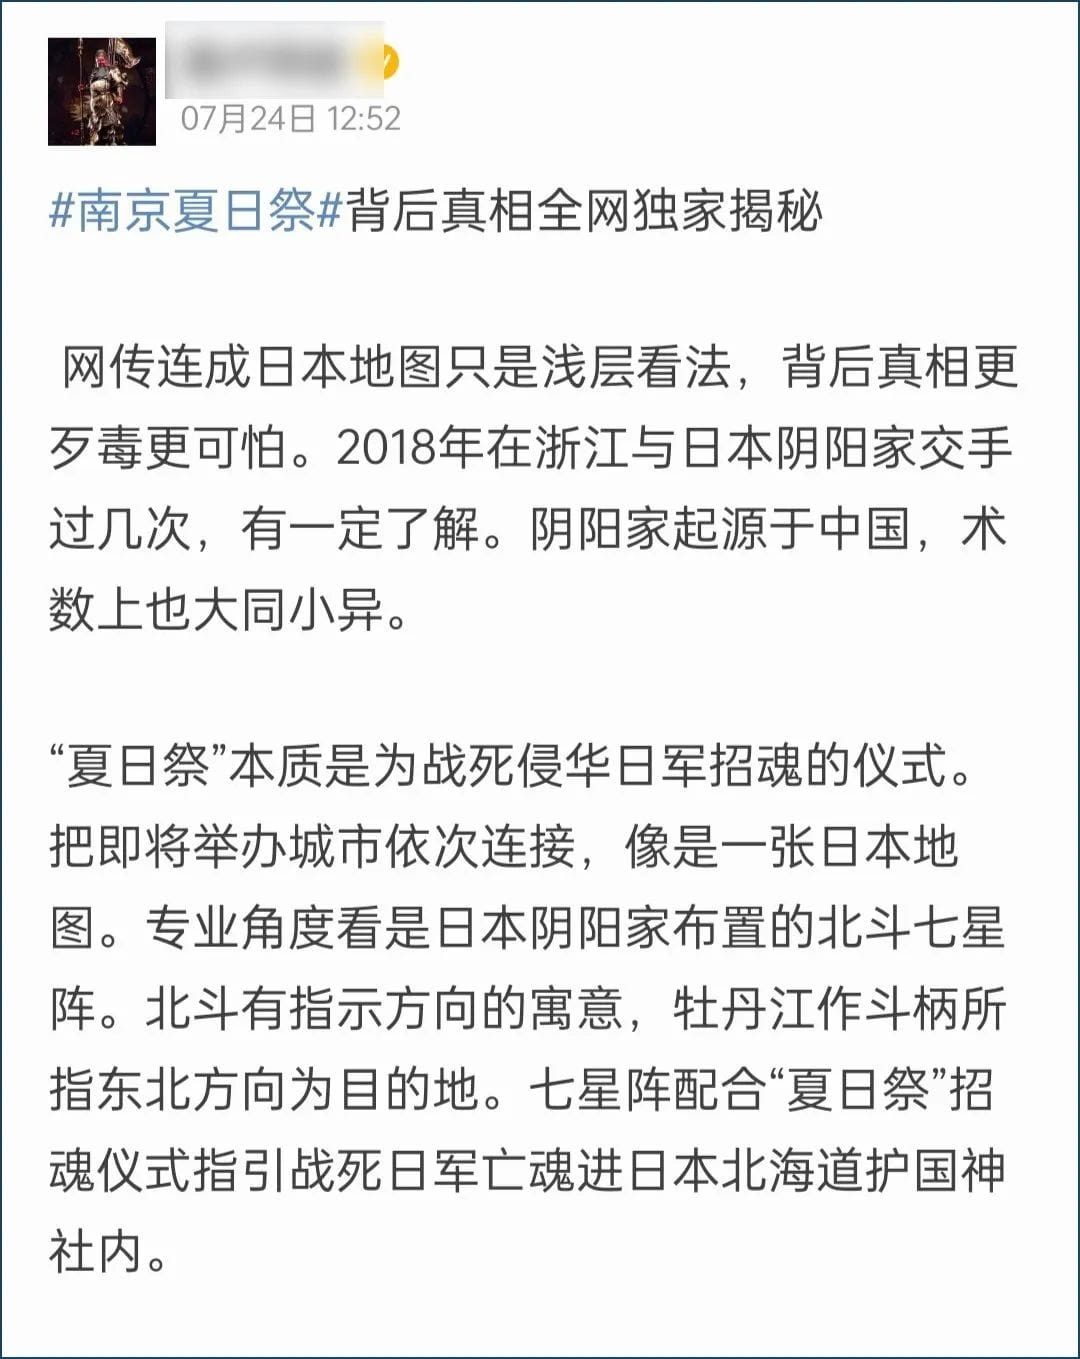 07月24日 12:52
#南京夏日祭#背后真相全网独家揭秘
网传连成日本地图只是浅层看法，背后真相更
歹毒更可怕。2018年在浙江与日本阴阳家交手
过几次，有一定了解。阴阳家起源于中国，术
数上也大同小异。
“夏日祭”本质是为战死侵华日军招魂的仪式。
把即将举办城市依次连接，像是一张日本地
图。专业角度看是日本阴阳家布置的北斗七星
阵。北斗有指示方向的寓意，牡丹江作斗柄所
指东北方向为目的地。七星阵配合“夏日祭”招
魂仪式指引战死日军亡魂进日本北海道护国神
社内。